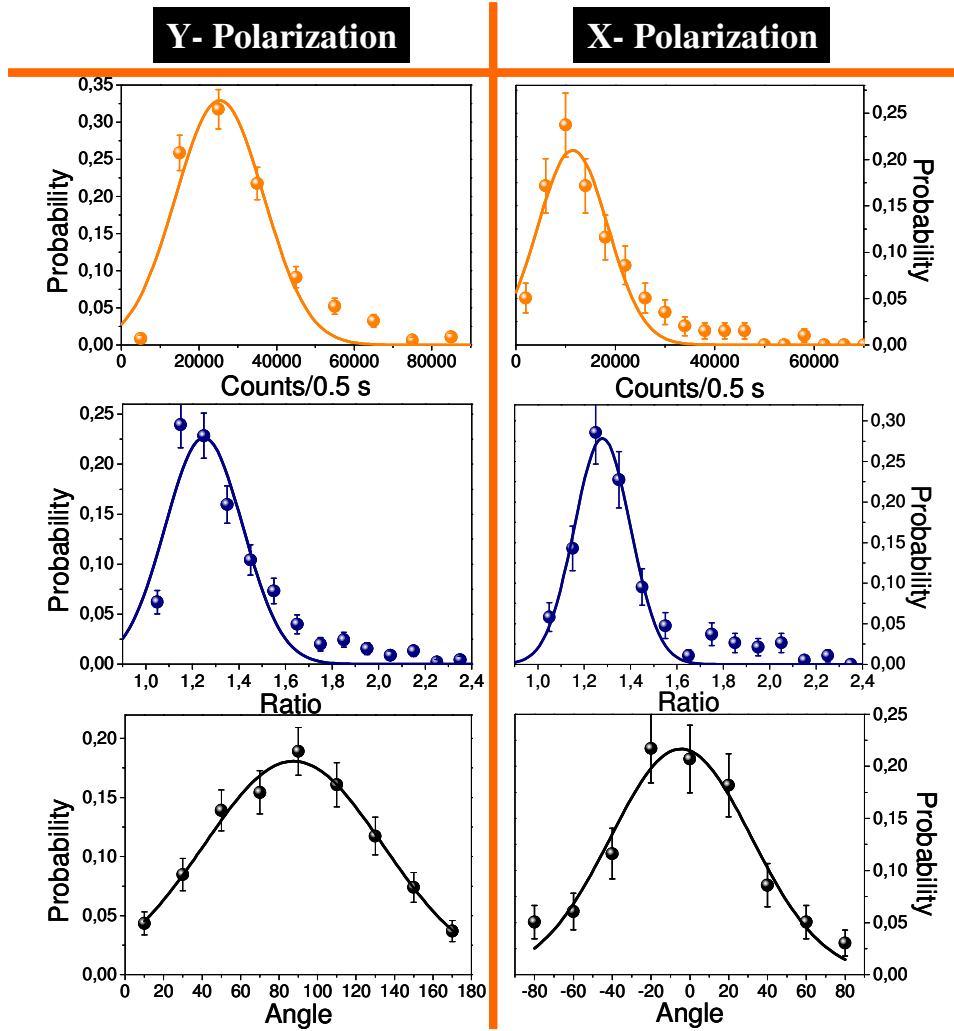 Y- Polarization
X- Polarization
0,35
0,30
0,25
0,20
0,15
0,10
0,05
0,00
Probability
0 20000 40000 60000 80000
Counts/0.5 s
0,25
0,20
0,15
0,10
0,05
0,00
Probability
0 20000 40000 60000
Counts/0.5 s
0,25
0,20
0,15
0,10
0,05
0,00
Probability
1,0 1,2 1,4 1,6 1,8 2,0 2,2 2,4
Ratio
0,30
0,25
0,20
0,15
0,10
0,05
0,00
Probability
1,0 1,2 1,4 1,6 1,8 2,0 2,2 2,4
Ratio
0,20
0,15
0,10
0,05
0,00
Probability
0 20 40 60 80 100 120 140 160 180
Angle
0,25
0,20
0,15
0,10
0,05
0,00
Probability
-80 -60 -40 -20 -0 20 40 60 80
Angle